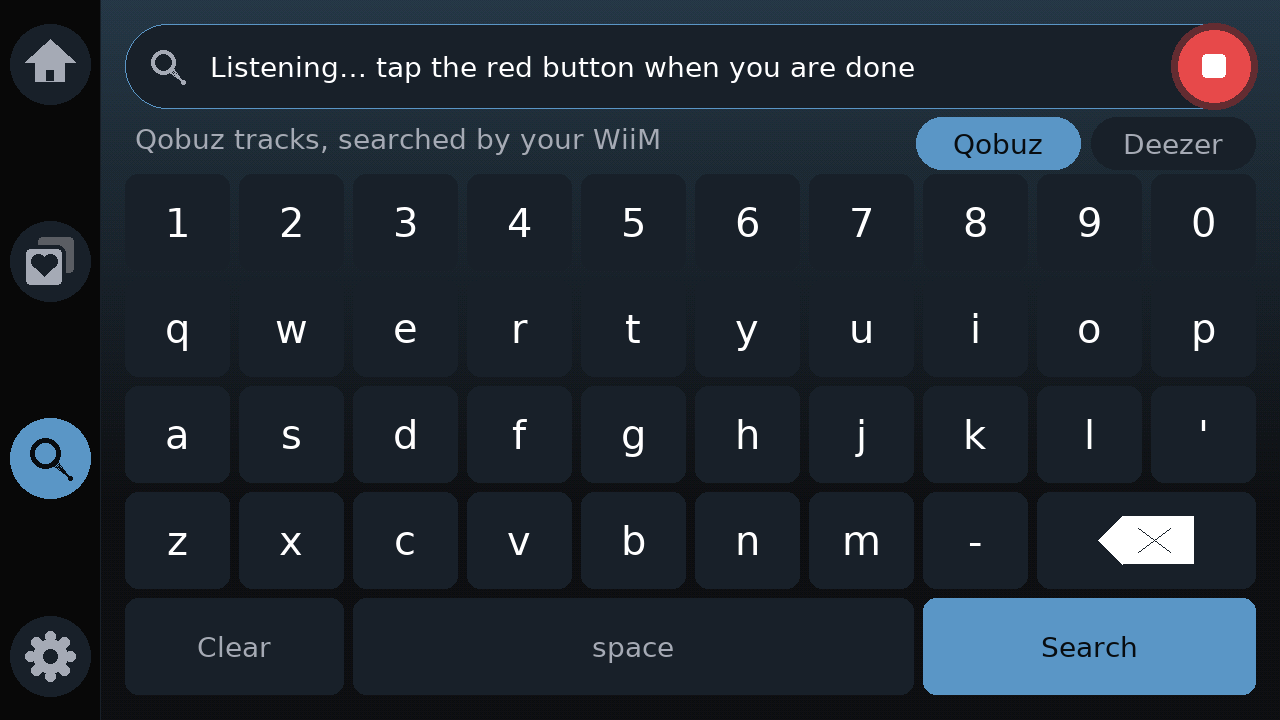 Listening... tap the red button when you are done
Qobuz tracks, searched by your WiiM
Qobuz Deezer
1 2 3 4 5 6 7 8 9 0
q w e r t y u i o p
a s d f g h j k l '
z x c v b n m -
Clear space Search